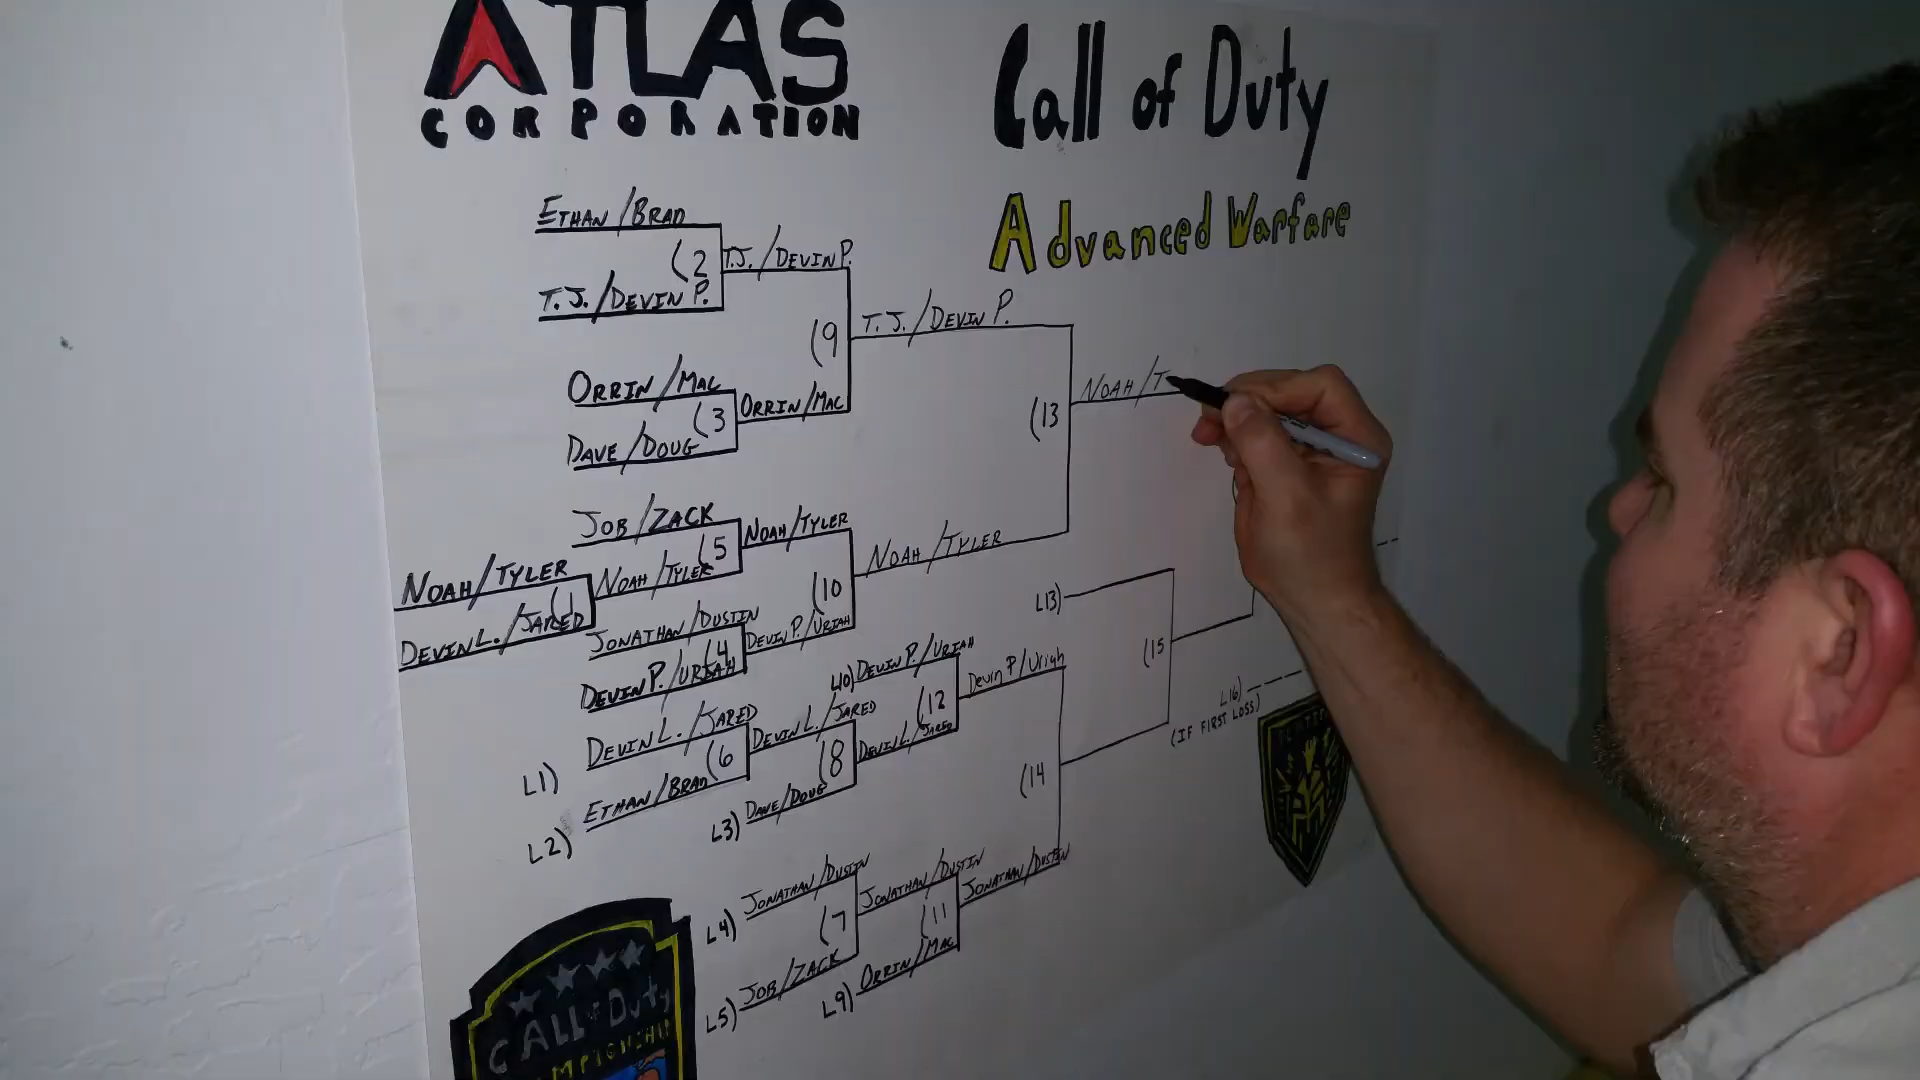 ATLAS
CORPORATION
Call of Duty
Advanced Warfare
ETHAN/BRAD
(2
T.J./DEVIN P.
T.J./DEVIN P.
(9
T.J./DEVIN P.
ORRIN/MAC
(3
ORRIN/MAC
DAVE/DOUG
(13
NOAH/T
JOB/ZACK
(5
NOAH/TYLER
NOAH/TYLER
NOAH/TYLER
(1
NOAH/TYLER
DEVIN L./JARED
(10
JONATHAN/DUSTIN
(4
DEVIN P./URIAH
DEVIN P./URIAH
L13)
(15
L10) DEVIN P./URIAH
(12
Devin P/Uriah
L1) DEVIN L./JARED
(6
DEVIN L./JARED
(8
DEVIN L./JARED
L2) ETHAN/BRAD
L3) DAVE/DOUG
(14
L16)
(IF FIRST LOSS)
L4) JONATHAN/DUSTIN
(7
JONATHAN/DUSTIN
(11
JONATHAN/DUSTIN
L5) JOB/ZACK
L9) ORRIN/MAC
CALL of DUTY